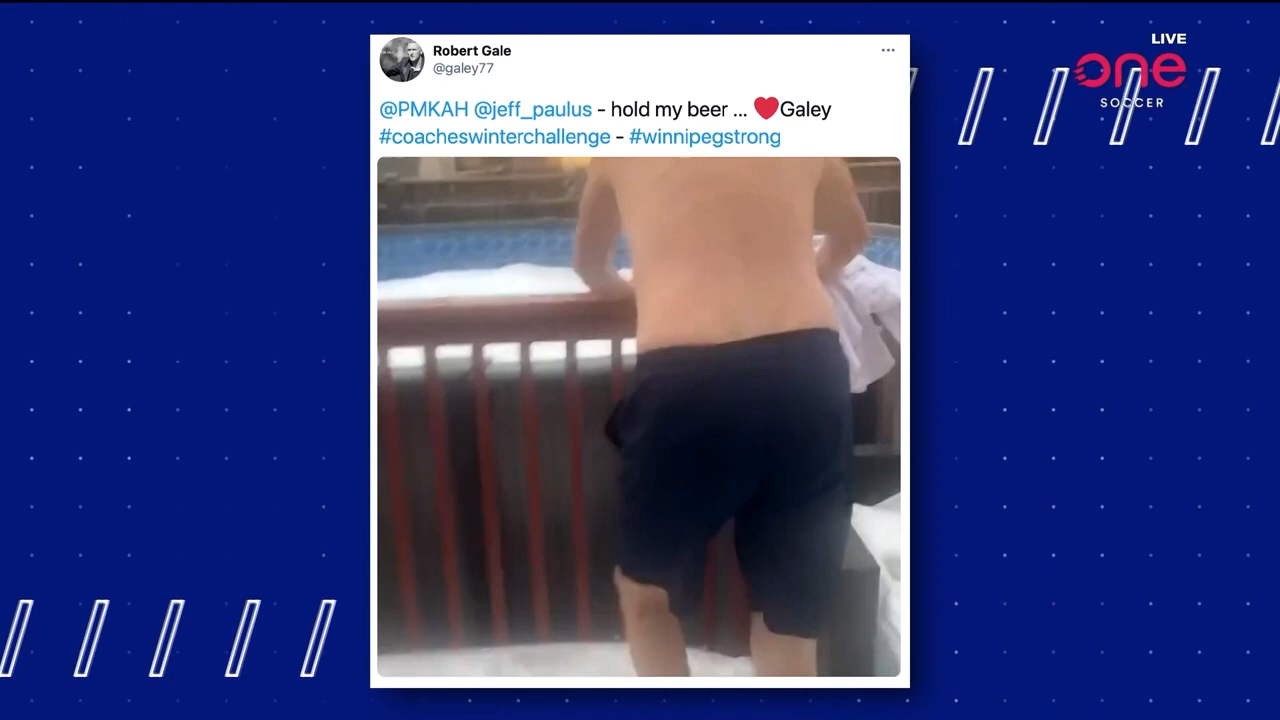 Robert Gale
@galey77
@PMKAH @jeff_paulus - hold my beer ... ❤️Galey
#coacheswinterchallenge - #winnipegstrong
LIVE
one
SOCCER